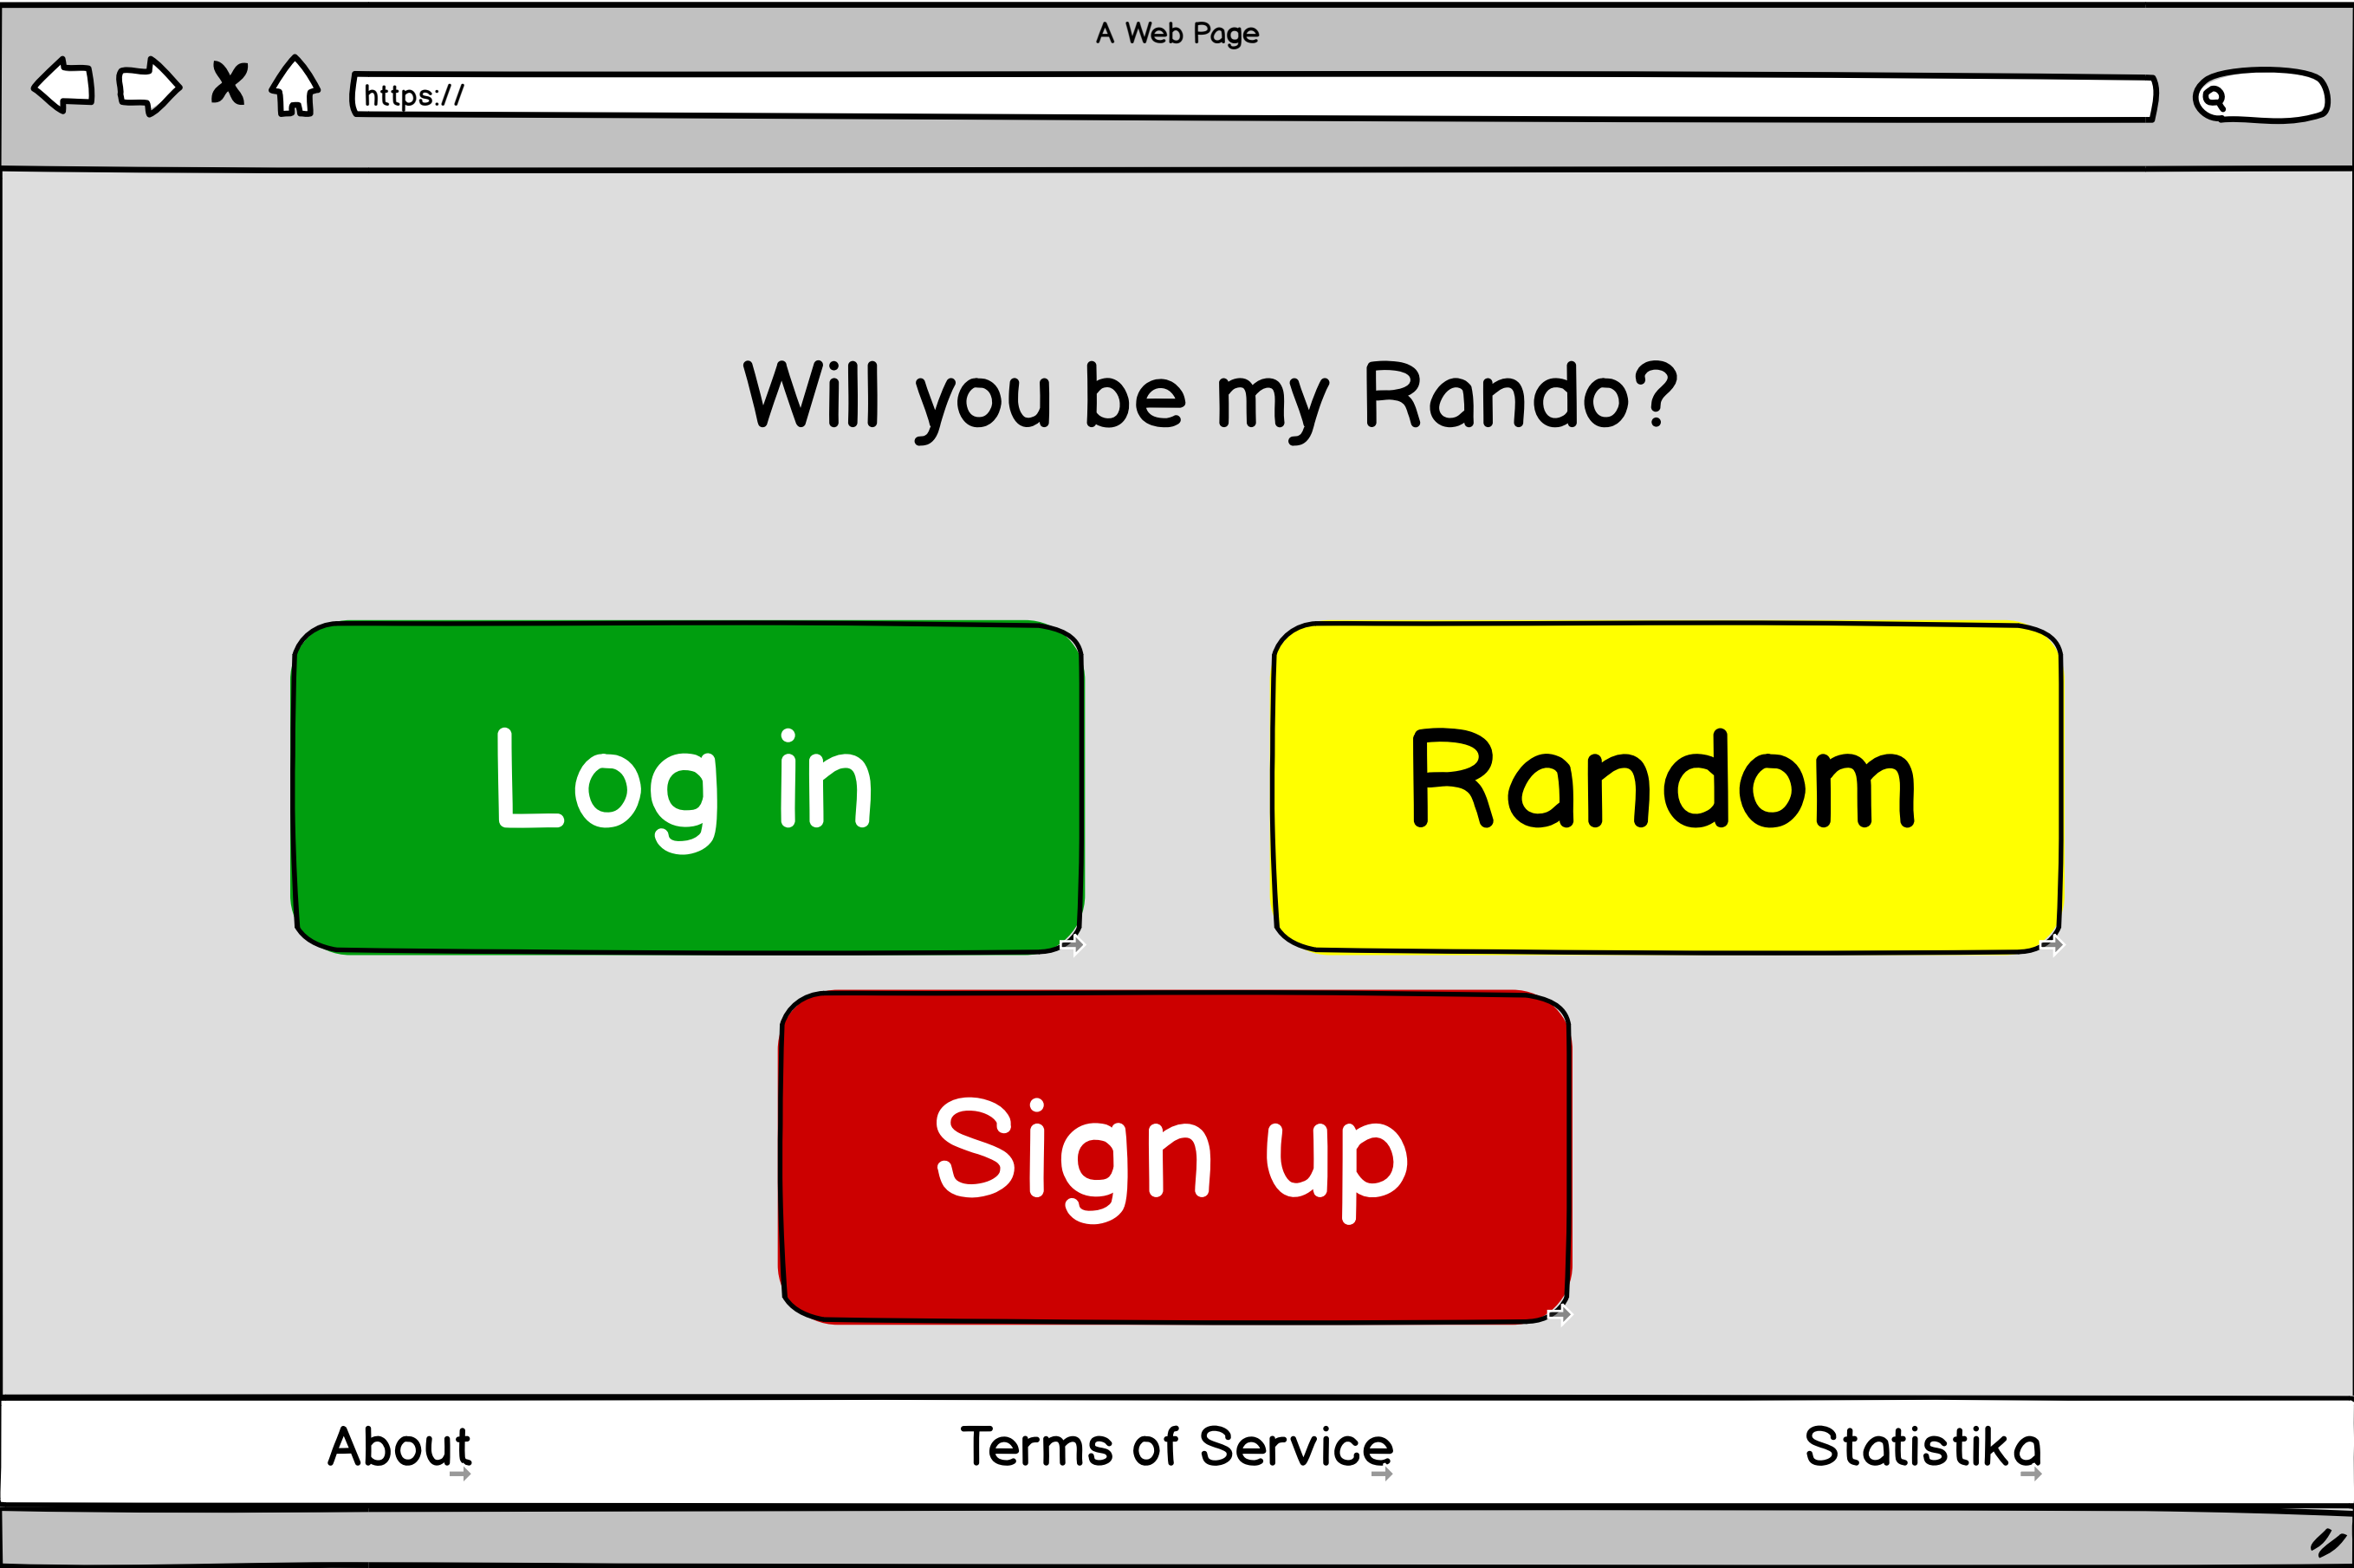 A Web Page
https://
Will you be my Rando?
Log in
Random
Sign up
About
Terms of Service
Statistika